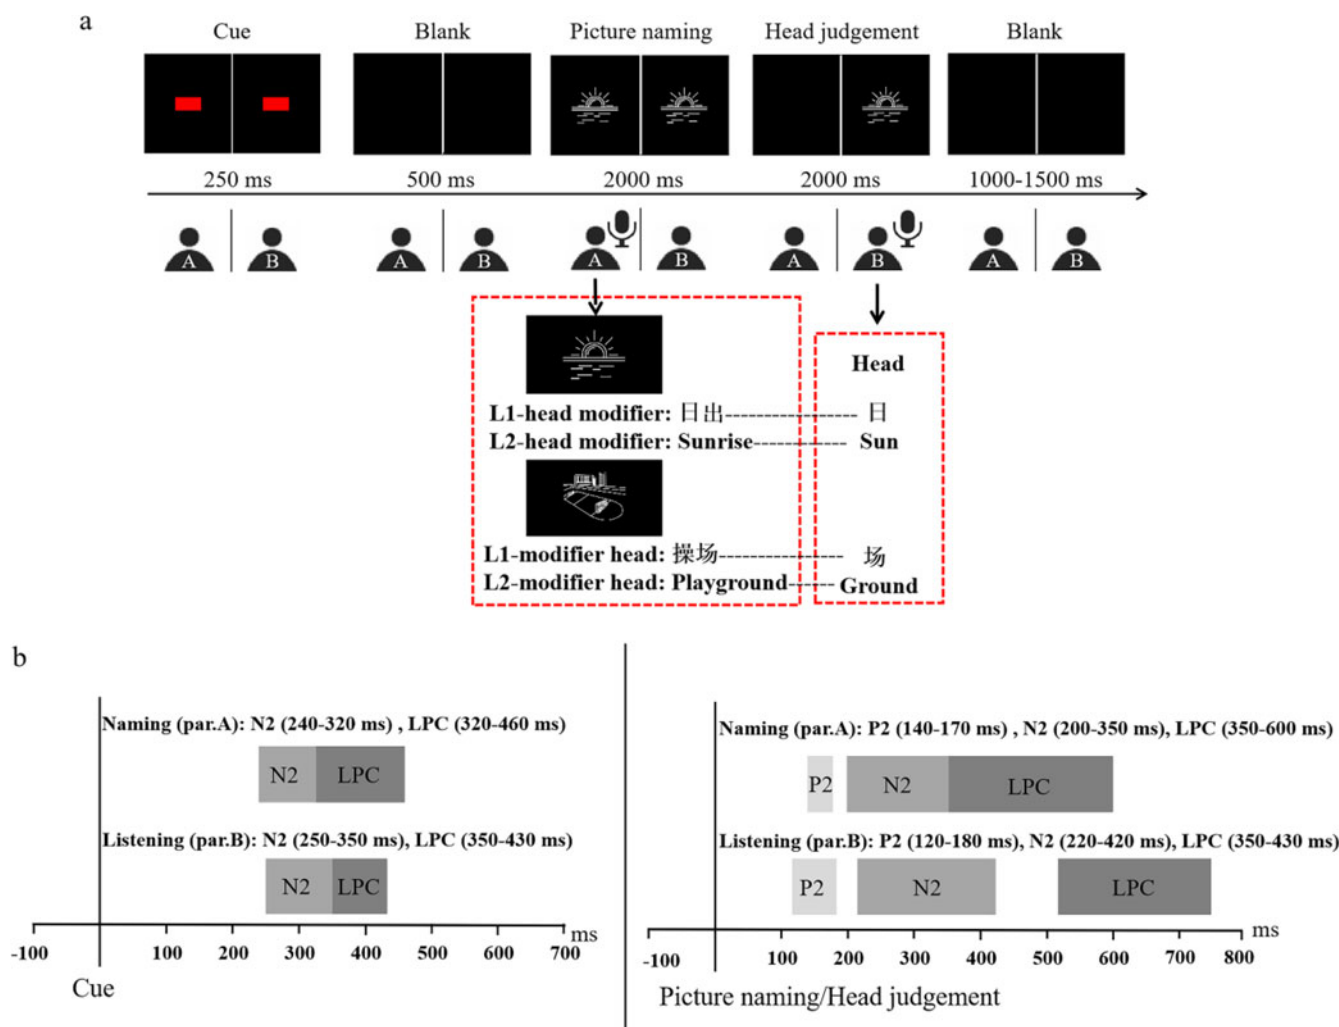 a
Cue Blank Picture naming Head judgement Blank
250 ms 500 ms 2000 ms 2000 ms 1000-1500 ms
A B A B A B A B A B
Head
L1-head modifier: 日出 日
L2-head modifier: Sunrise Sun
L1-modifier head: 操场 场
L2-modifier head: Playground Ground
b
Naming (par.A): N2 (240-320 ms) , LPC (320-460 ms)
N2 LPC
Listening (par.B): N2 (250-350 ms), LPC (350-430 ms)
N2 LPC
ms
-100 100 200 300 400 500 600 700
Cue
Naming (par.A): P2 (140-170 ms) , N2 (200-350 ms), LPC (350-600 ms)
P2 N2 LPC
Listening (par.B): P2 (120-180 ms), N2 (220-420 ms), LPC (350-430 ms)
P2 N2 LPC
ms
-100 100 200 300 400 500 600 700 800
Picture naming/Head judgement